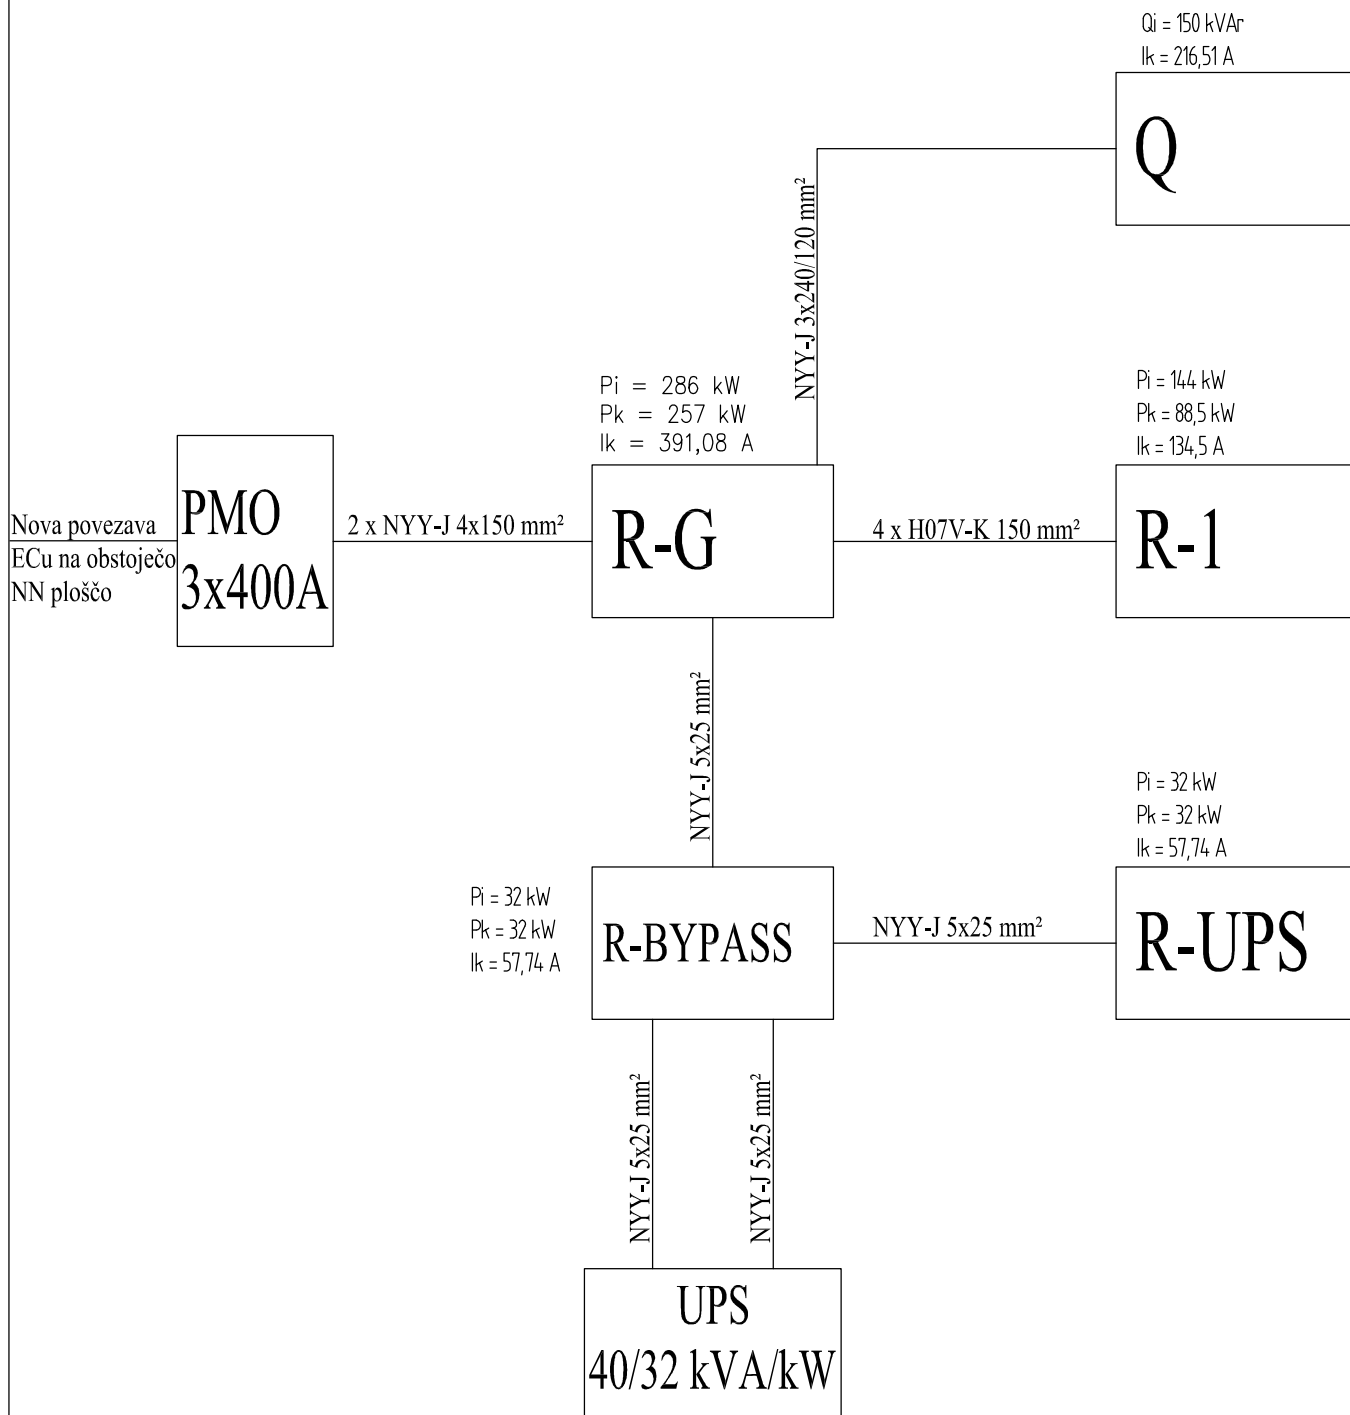 Qi = 150 kVAr
Ik = 216,51 A
Q
NYY-J 3x240/120 mm²
Pi = 286 kW
Pk = 257 kW
Ik = 391,08 A
Pi = 144 kW
Pk = 88,5 kW
Ik = 134,5 A
Nova povezava
ECu na obstoječo
NN ploščo
PMO
3x400A
2 x NYY-J 4x150 mm²
R-G
4 x H07V-K 150 mm²
R-1
NYY-J 5x25 mm²
Pi = 32 kW
Pk = 32 kW
Ik = 57,74 A
Pi = 32 kW
Pk = 32 kW
Ik = 57,74 A
R-BYPASS
NYY-J 5x25 mm²
R-UPS
NYY-J 5x25 mm²
NYY-J 5x25 mm²
UPS
40/32 kVA/kW